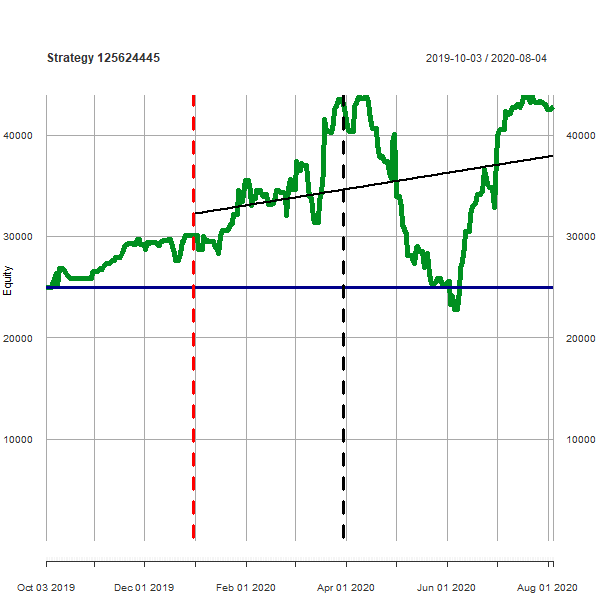 Strategy 125624445
2019-10-03 / 2020-08-04
40000
40000
30000
30000
Equity
20000
20000
10000
10000
Oct 03 2019
Dec 01 2019
Feb 01 2020
Apr 01 2020
Jun 01 2020
Aug 01 2020